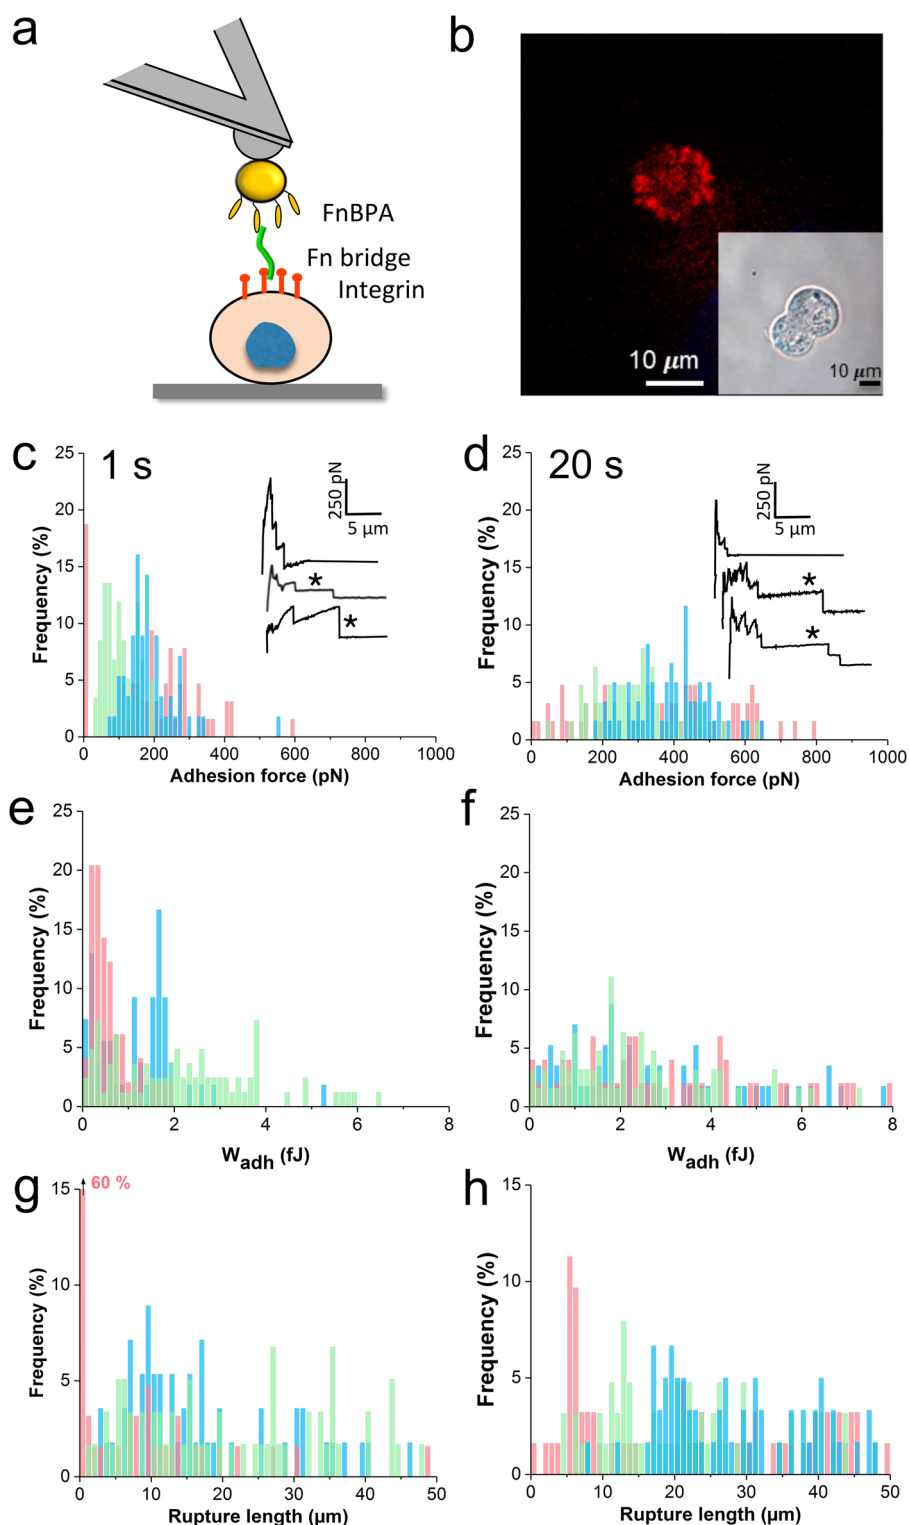 a
FnBPA
Fn bridge
Integrin
b
10 μm
10 μm
c
1 s
25
20
15
10
5
0
Frequency (%)
250 pN
5 μm
*
*
0
200
400
600
800
1000
Adhesion force (pN)
d
20 s
25
20
15
10
5
0
Frequency (%)
250 pN
5 μm
*
*
0
200
400
600
800
1000
Adhesion force (pN)
e
25
20
15
10
5
0
Frequency (%)
0
2
4
6
8
Wadh (fJ)
f
25
20
15
10
5
0
Frequency (%)
0
2
4
6
8
Wadh (fJ)
g
60 %
15
10
5
0
Frequency (%)
0
10
20
30
40
50
Rupture length (μm)
h
15
10
5
0
Frequency (%)
0
10
20
30
40
50
Rupture length (μm)